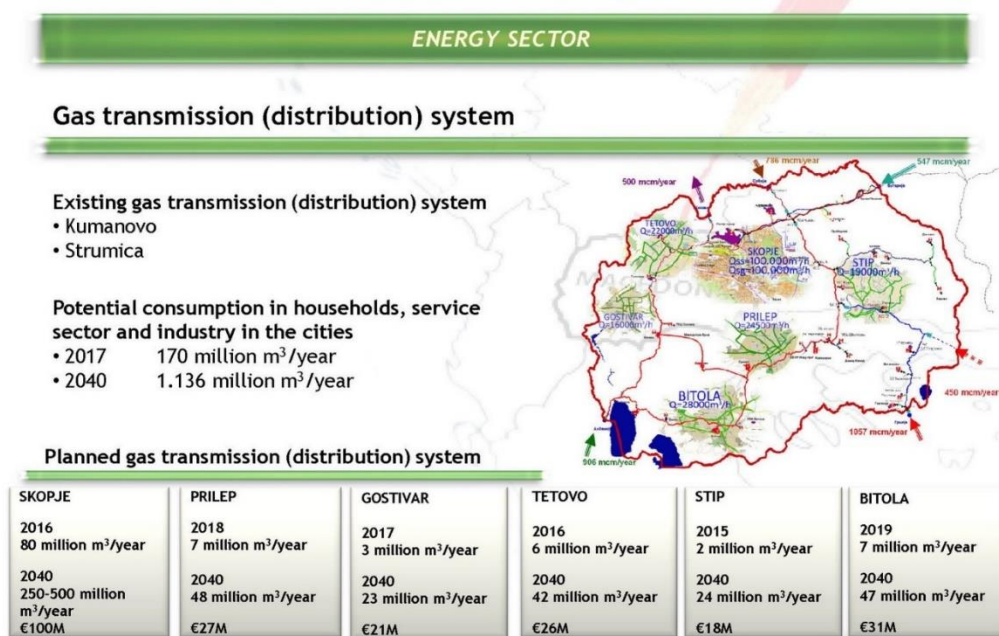 ENERGY SECTOR
Gas transmission (distribution) system
Existing gas transmission (distribution) system
• Kumanovo
• Strumica
Potential consumption in households, service
sector and industry in the cities
• 2017 170 million m³/year
• 2040 1.136 million m³/year
500 mcm/year
786 mcm/year
547 mcm/year
TETOVO
Q=22000m³/h
SKOPJE
Qss=100.000m³/h
Qsg=100.000m³/h
STIP
Q=19000m³/h
GOSTIVAR
Q=16000m³/h
PRILEP
Q=24500m³/h
BITOLA
Q=28000m³/h
450 mcm/year
1057 mcm/year
906 mcm/year
Planned gas transmission (distribution) system
SKOPJE
2016
80 million m³/year
2040
250-500 million
m³/year
€100M
PRILEP
2018
7 million m³/year
2040
48 million m³/year
€27M
GOSTIVAR
2017
3 million m³/year
2040
23 million m³/year
€21M
TETOVO
2016
6 million m³/year
2040
42 million m³/year
€26M
STIP
2015
2 million m³/year
2040
24 million m³/year
€18M
BITOLA
2019
7 million m³/year
2040
47 million m³/year
€31M